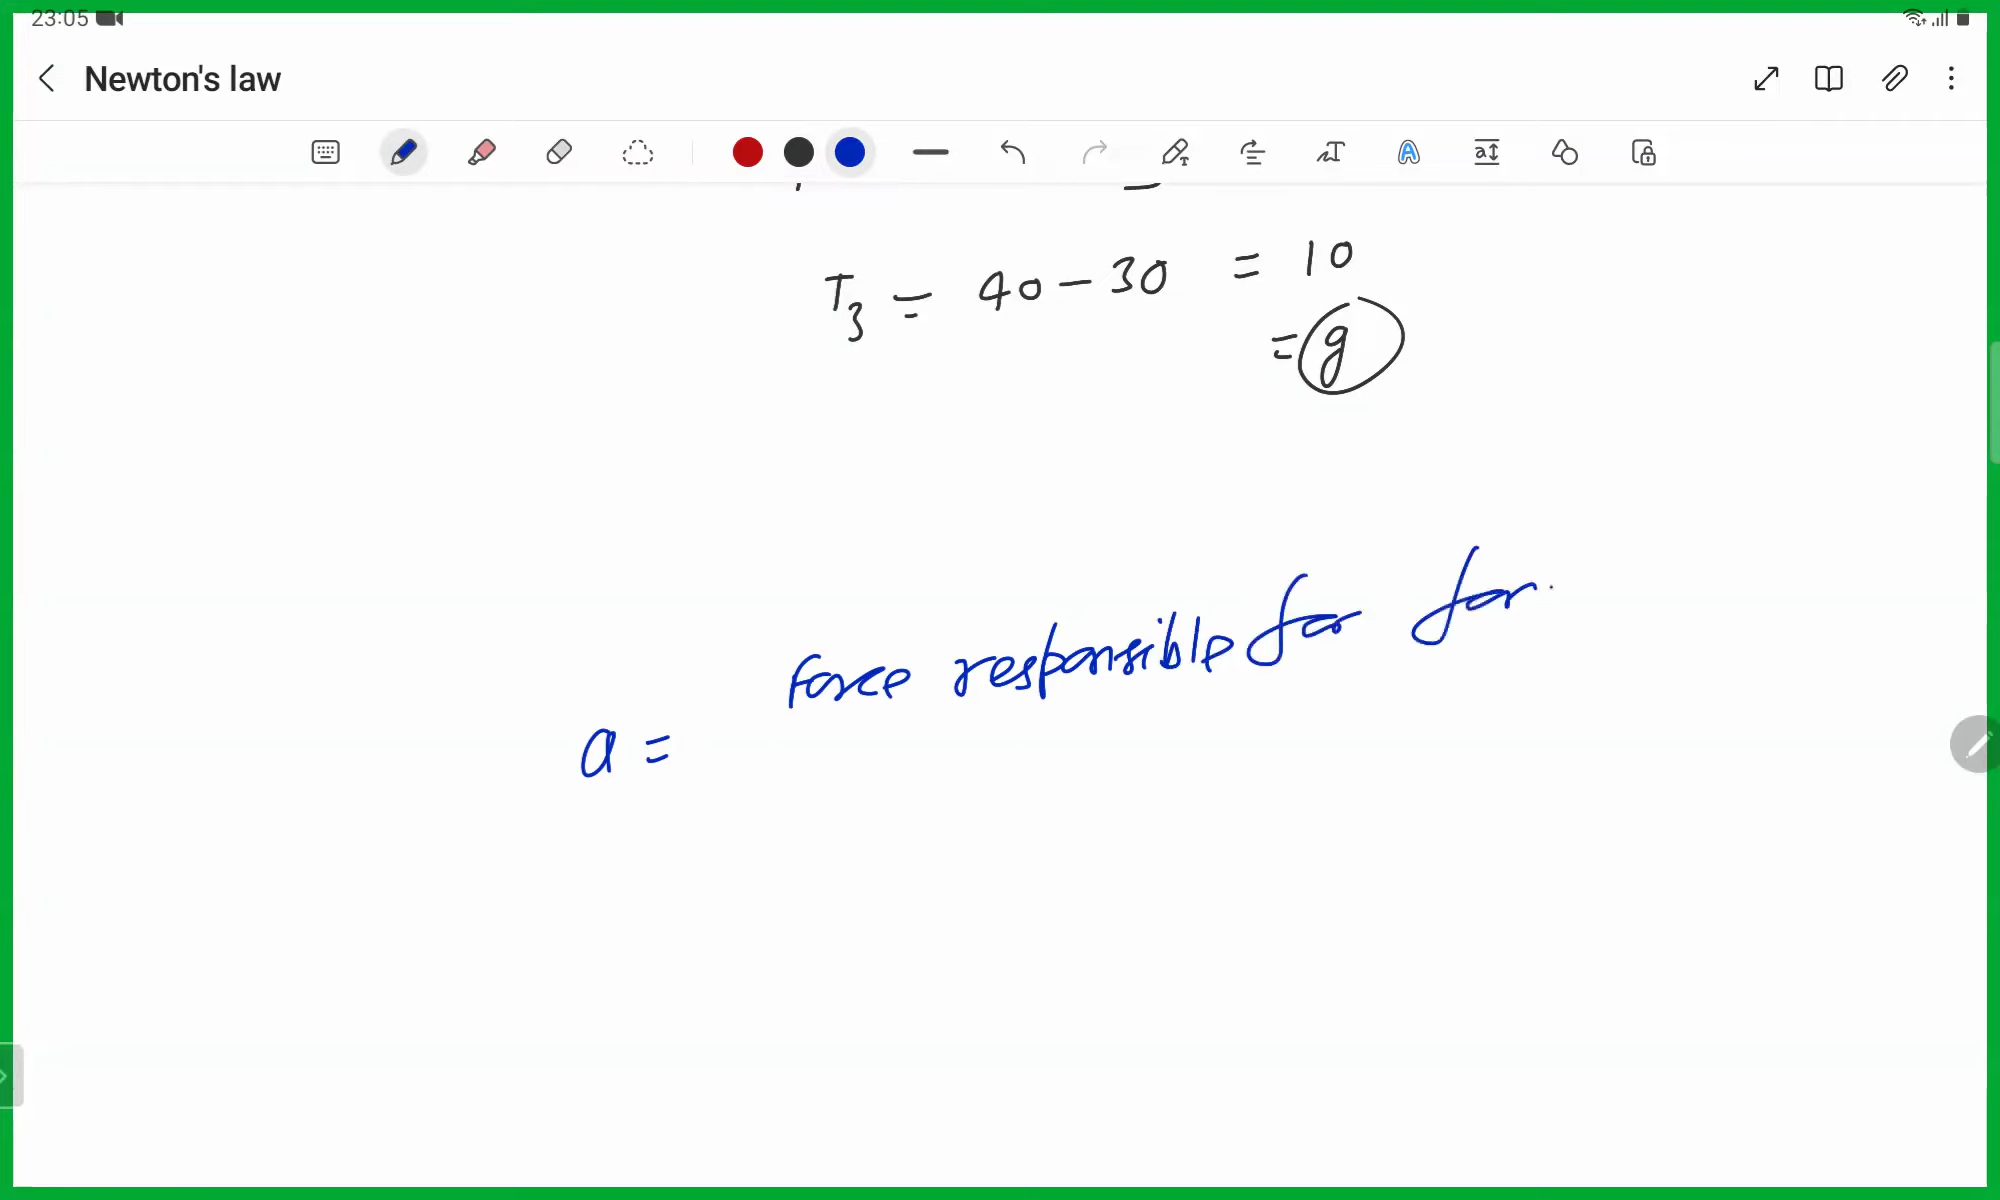 23:05
Newton's law
T₃ = 40 - 30 = 10
= g
Force responsible for for
a =